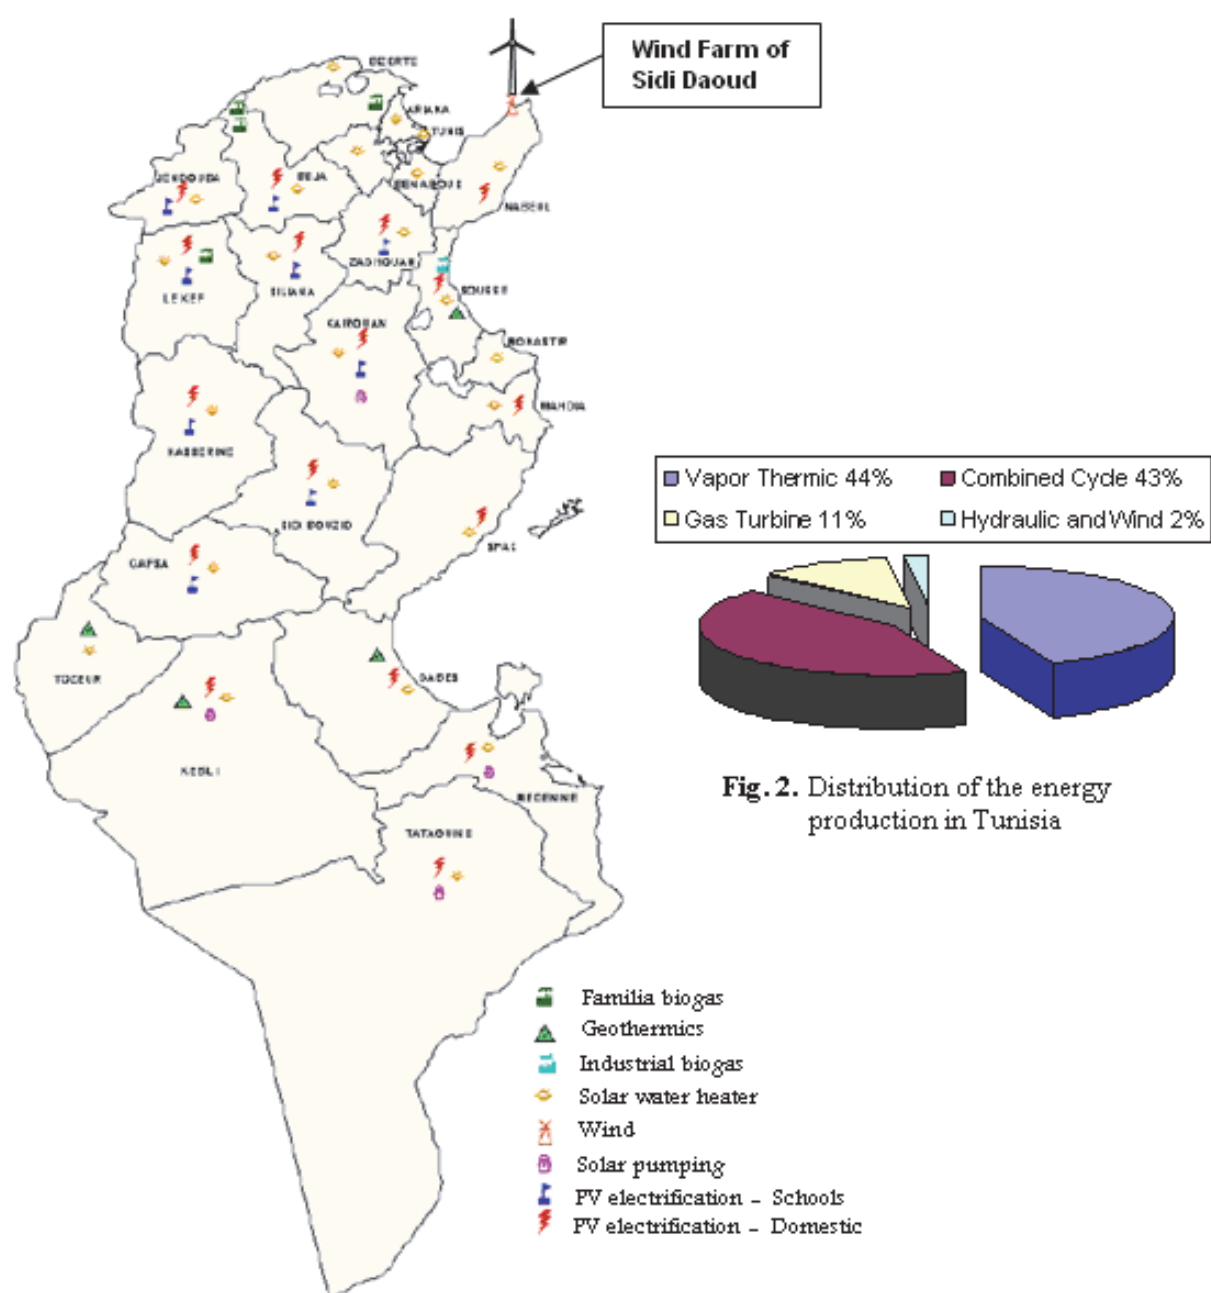 Wind Farm of
Sidi Daoud
BIZERTE
ARIANA
TUNIS
JENDOUBA
BEJA
BENAROUS
NABEUL
ZAGHOUAN
LE KEF
SILIANA
SOUSSE
KAIROUAN
MONASTIR
MAHDIA
KASSERINE
SIDI BOUZID
SFAX
GAFSA
TOZEUR
GABES
KEBILI
TATAOUINE
Vapor Thermic 44%
Combined Cycle 43%
Gas Turbine 11%
Hydraulic and Wind 2%
Fig. 2. Distribution of the energy
production in Tunisia
Familia biogas
Geothermics
Industrial biogas
Solar water heater
Wind
Solar pumping
PV electrification - Schools
PV electrification - Domestic